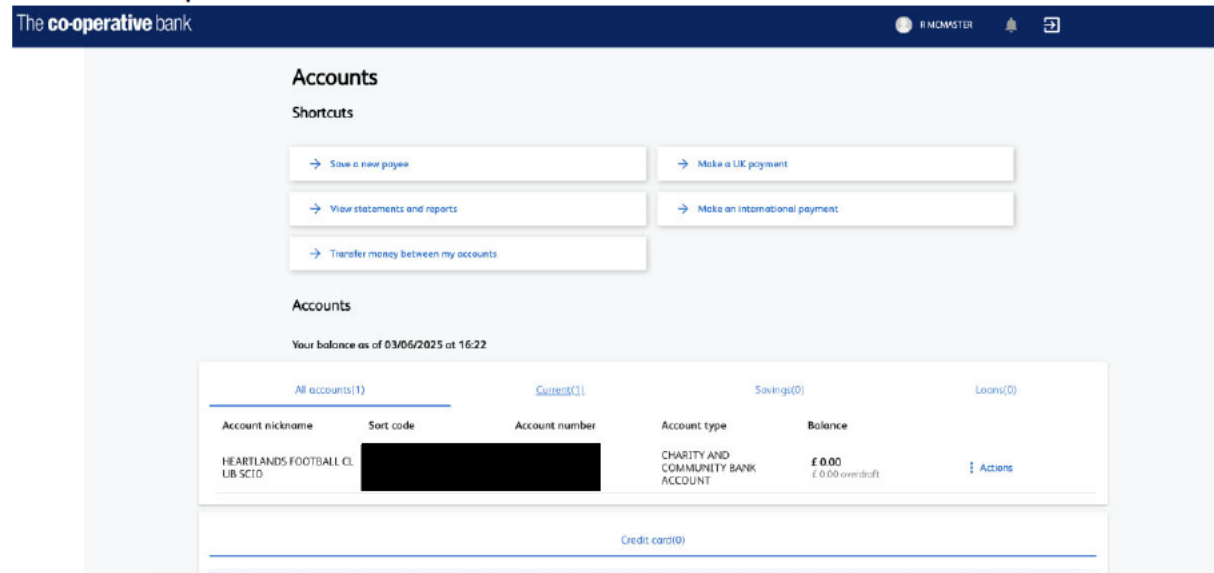 The co-operative bank
R MCMASTER
Accounts
Shortcuts
Save a new payee
Make a UK payment
View statements and reports
Make an international payment
Transfer money between my accounts
Accounts
Your balance as of 03/06/2025 at 16:22
All accounts(1)
Current(1)
Savings(0)
Loans(0)
Account nickname Sort code Account number Account type Balance
HEARTLANDS FOOTBALL CL
UB SCIO
CHARITY AND
COMMUNITY BANK
ACCOUNT
£ 0.00
£ 0.00 overdraft
Actions
Credit card(0)